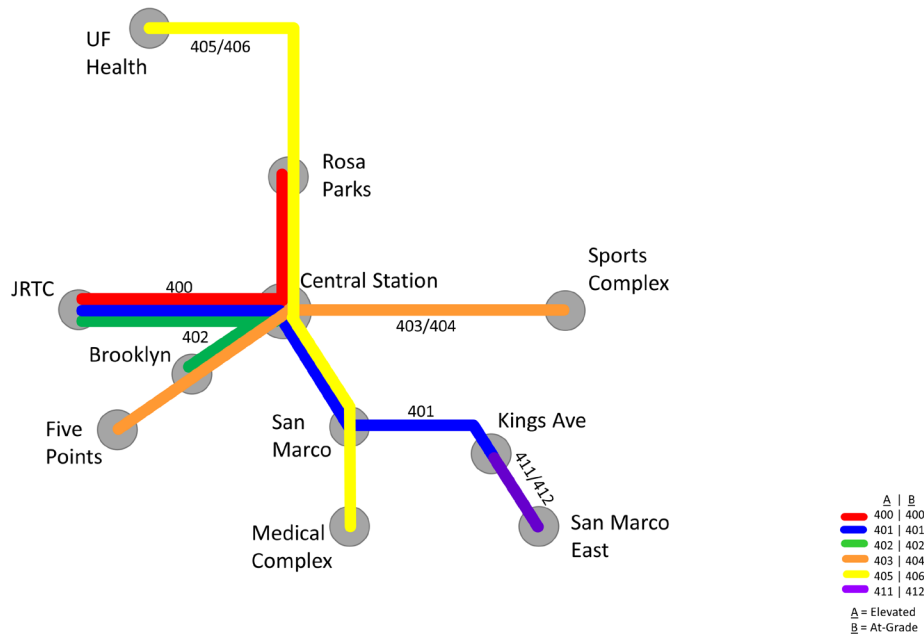 UF
Health
405/406
Rosa
Parks
JRTC
400
Central Station
Sports
Complex
403/404
402
Brooklyn
Five
Points
San
Marco
401
Kings Ave
411/412
Medical
Complex
San Marco
East
A | B
400 | 400
401 | 401
402 | 402
403 | 404
405 | 406
411 | 412
A = Elevated
B = At-Grade